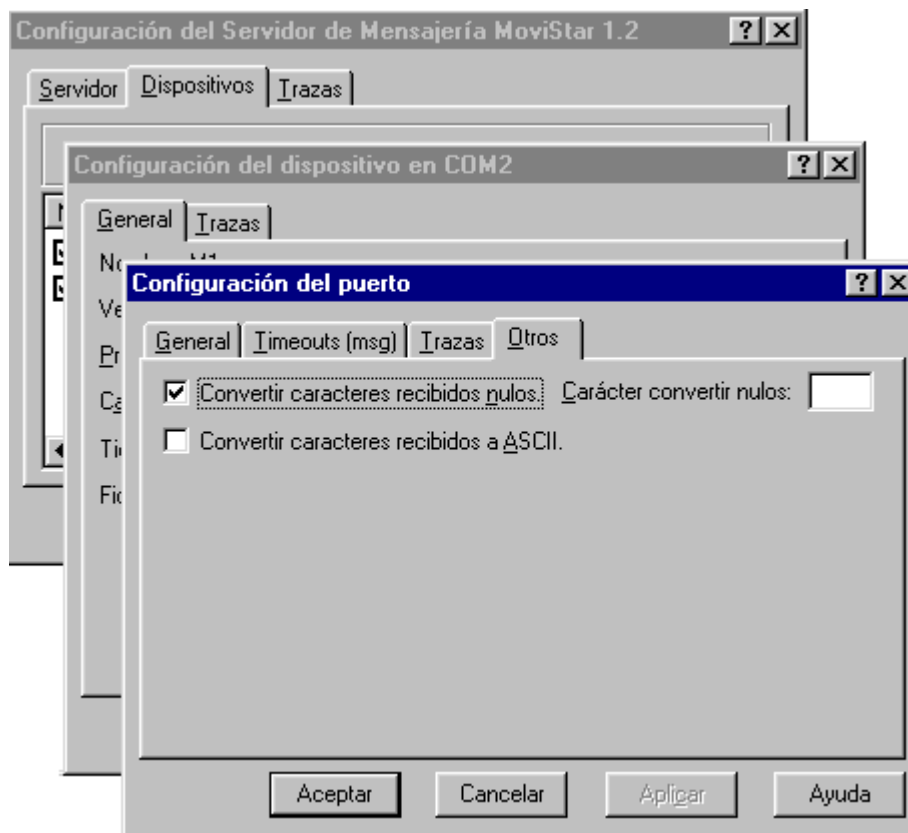 Configuración del Servidor de Mensajería MoviStar 1.2
Servidor Dispositivos Trazas
Configuración del dispositivo en COM2
General Trazas
Configuración del puerto
General Timeouts (msg) Trazas Otros
Convertir caracteres recibidos nulos. Carácter convertir nulos:
Convertir caracteres recibidos a ASCII.
Aceptar Cancelar Aplicar Ayuda